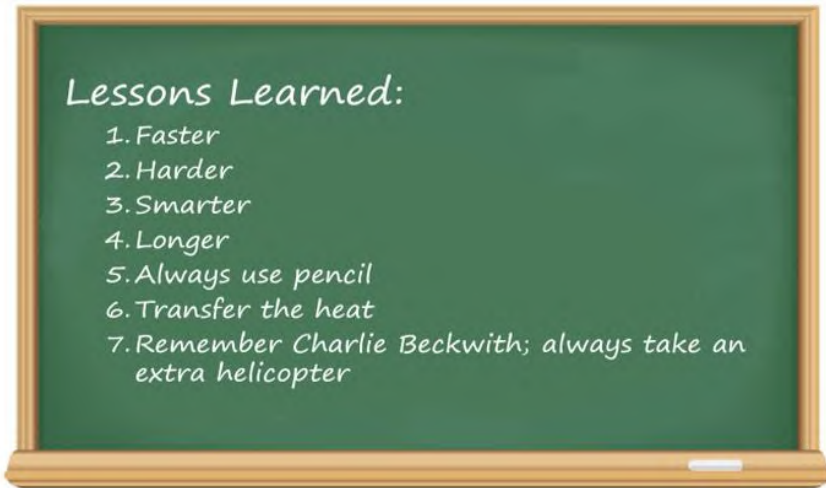 Lessons Learned:
1. Faster
2. Harder
3. Smarter
4. Longer
5. Always use pencil
6. Transfer the heat
7. Remember Charlie Beckwith; always take an
extra helicopter